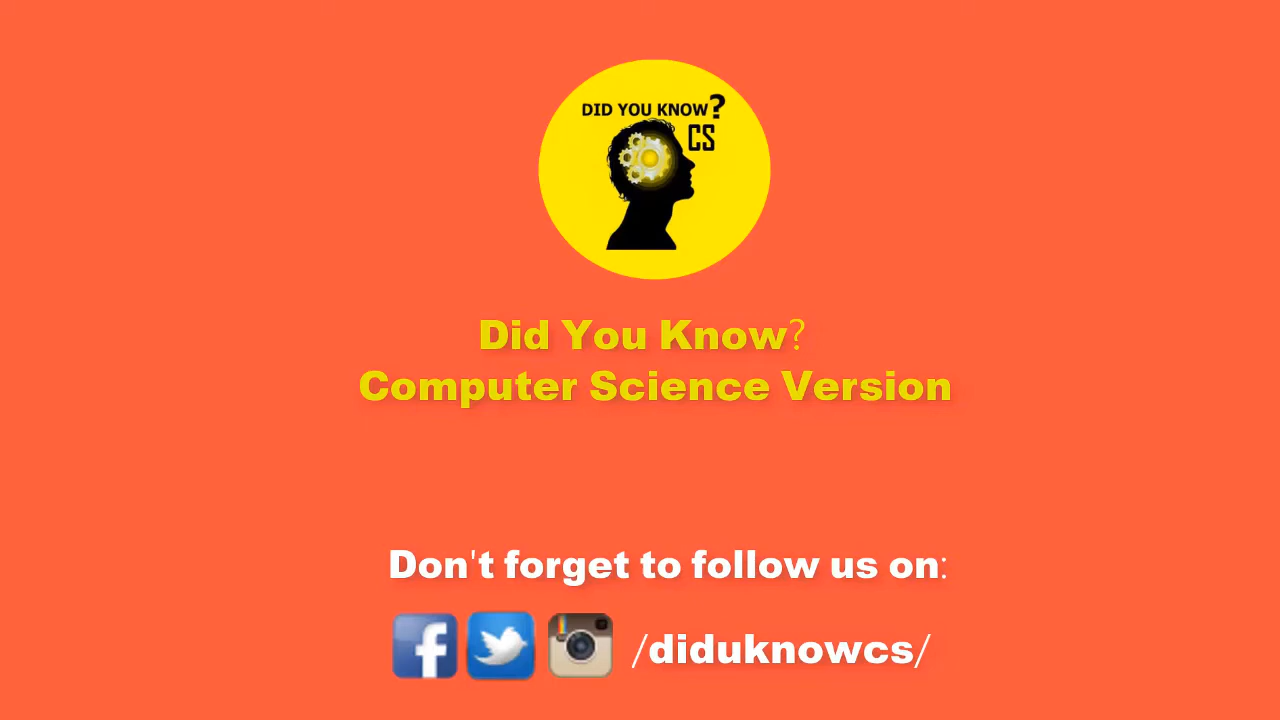 DID YOU KNOW?
CS
Did You Know?
Computer Science Version
Don't forget to follow us on:
/diduknowcs/